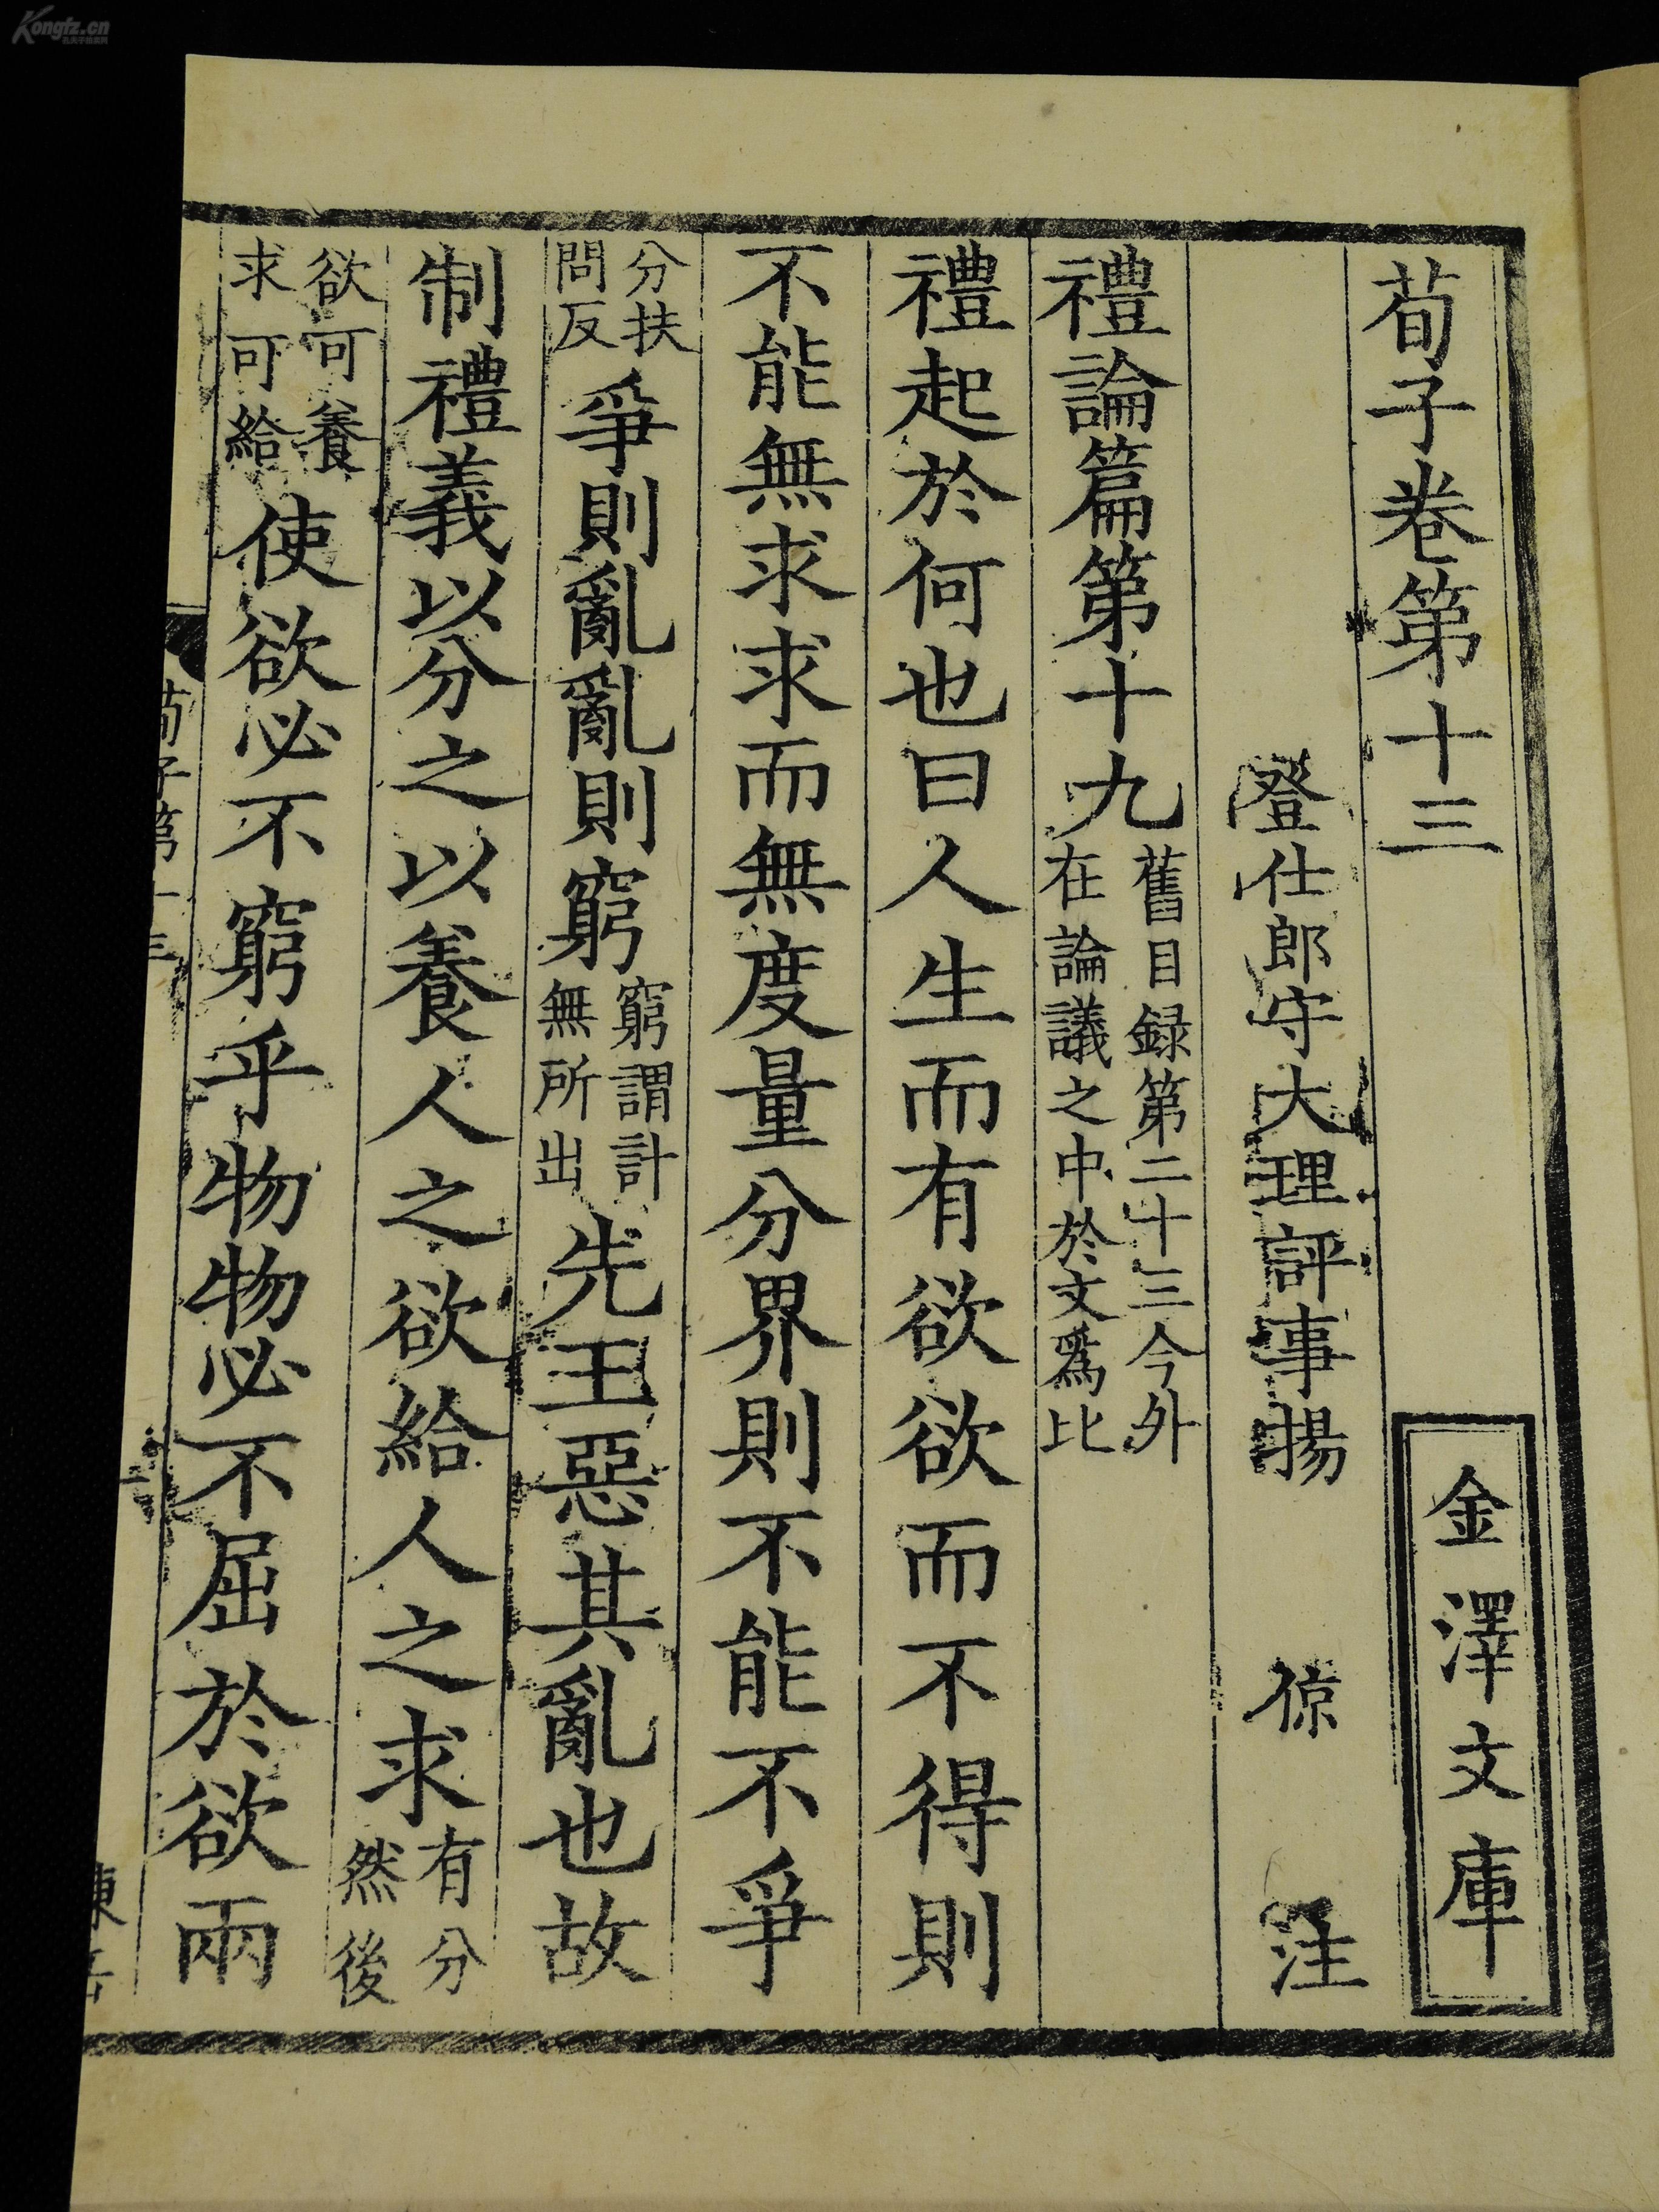 荀子卷第十三
金澤文庫
登仕郎守大理評事揚 倞 注
禮論篇第十九 舊目録第二十三今外在論議之中於文爲比
禮起於何也曰人生而有欲欲而不得則
不能無求求而無度量分界則不能不爭
分扶問反 爭則亂亂則窮 窮謂計無所出 先王惡其亂也故
制禮義以分之以養人之欲給人之求 有分然後
欲可養求可給 使欲必不窮乎物物必不屈於欲兩
荀子第十三
Kongfz.cn